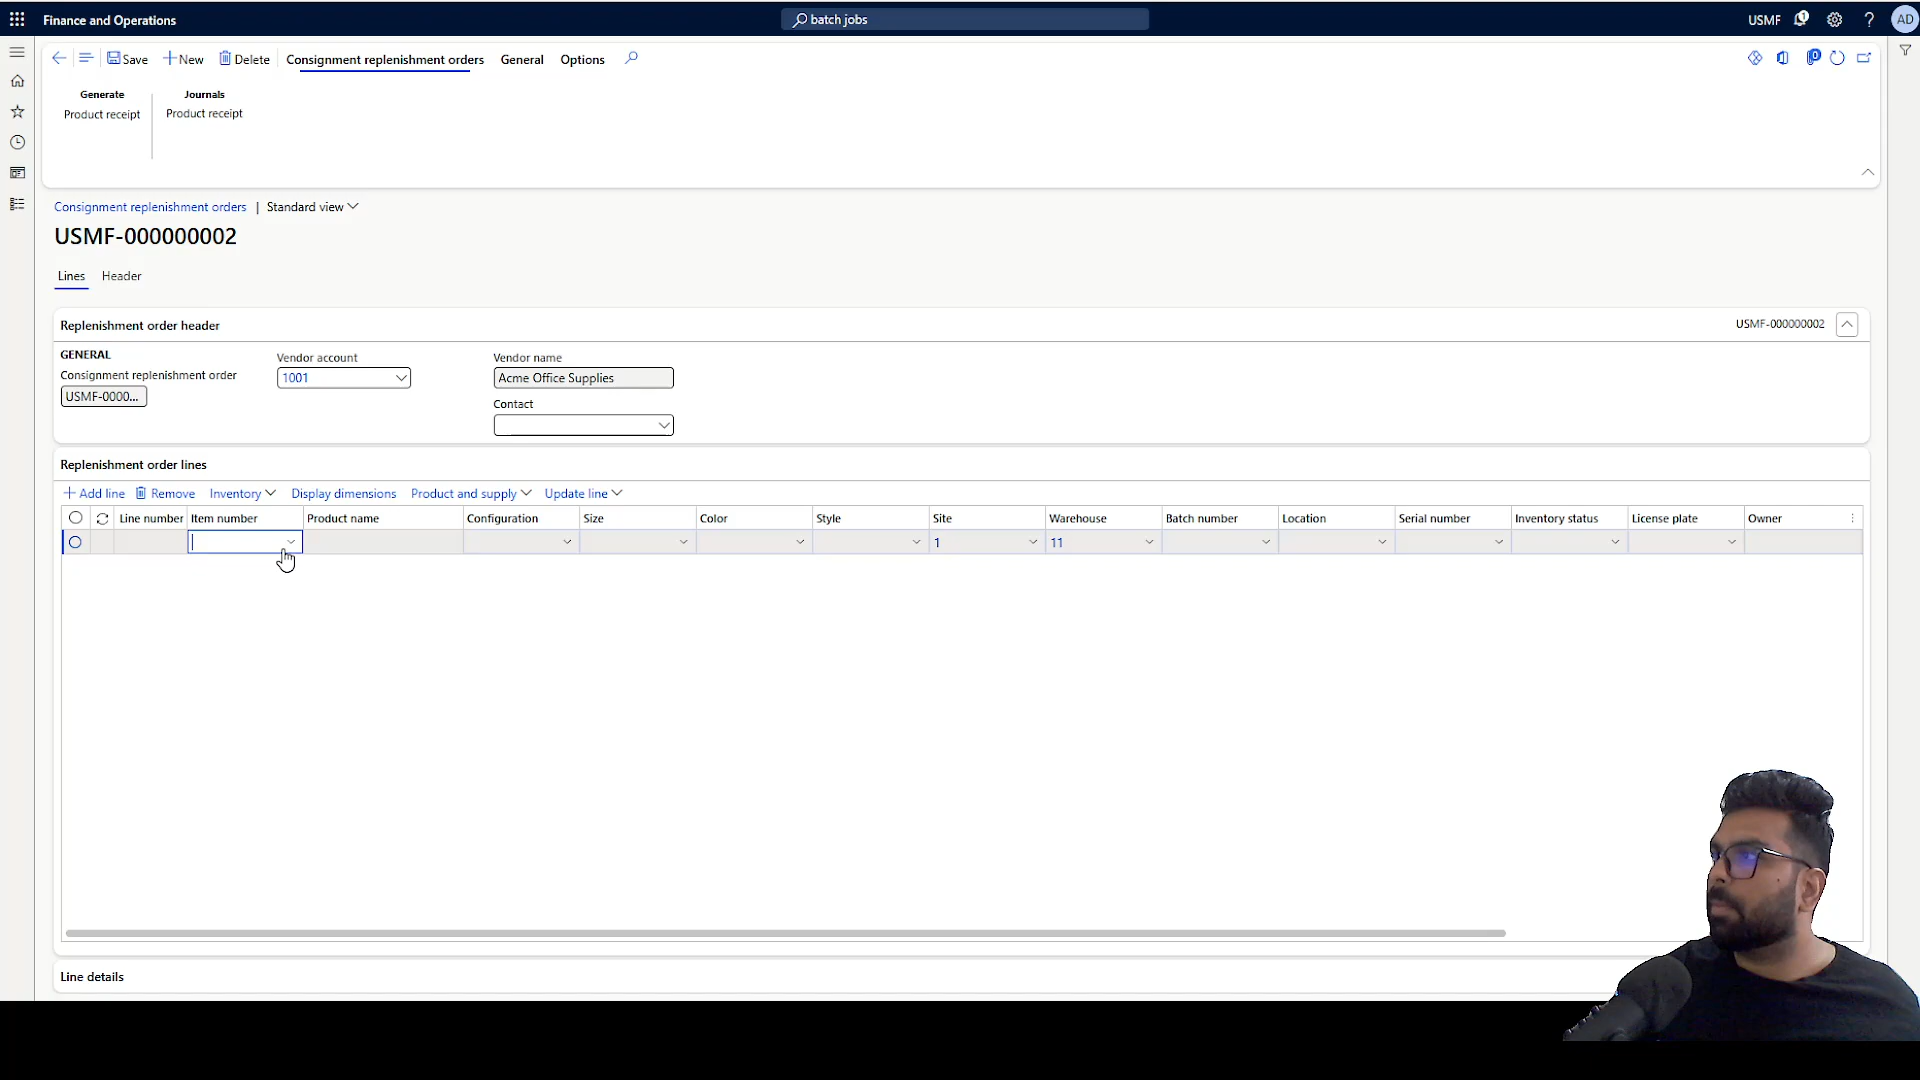 Finance and Operations
batch jobs
USMF
1
?
AD
Save
New
Delete
Consignment replenishment orders
General
Options
0
Generate
Product receipt
Journals
Product receipt
Consignment replenishment orders | Standard view
USMF-000000002
Lines
Header
Replenishment order header
USMF-000000002
GENERAL
Consignment replenishment order
USMF-0000...
Vendor account
1001
Vendor name
Acme Office Supplies
Contact
Replenishment order lines
Add line
Remove
Inventory
Display dimensions
Product and supply
Update line
Line number
Item number
Product name
Configuration
Size
Color
Style
Site
Warehouse
Batch number
Location
Serial number
Inventory status
License plate
Owner
1
11
Line details